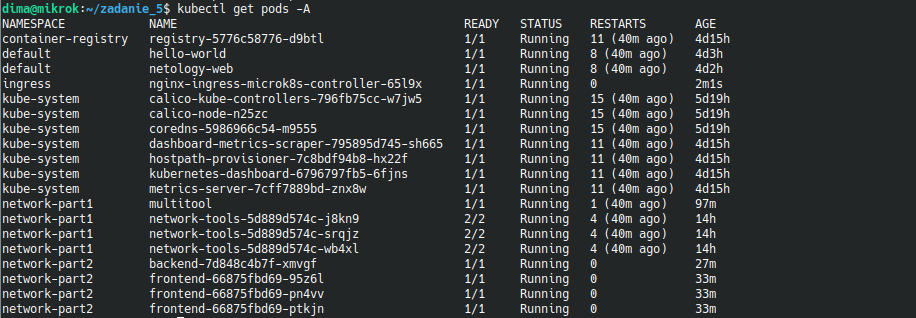 dima@mikrok:~/zadanie_5$ kubectl get pods -A
NAMESPACE NAME READY STATUS RESTARTS AGE
container-registry registry-5776c58776-d9btl 1/1 Running 11 (40m ago) 4d15h
default hello-world 1/1 Running 8 (40m ago) 4d3h
default netology-web 1/1 Running 8 (40m ago) 4d2h
ingress nginx-ingress-microk8s-controller-65l9x 1/1 Running 0 2m1s
kube-system calico-kube-controllers-796fb75cc-w7jw5 1/1 Running 15 (40m ago) 5d19h
kube-system calico-node-n25zc 1/1 Running 15 (40m ago) 5d19h
kube-system coredns-5986966c54-m9555 1/1 Running 15 (40m ago) 5d19h
kube-system dashboard-metrics-scraper-795895d745-sh665 1/1 Running 11 (40m ago) 4d15h
kube-system hostpath-provisioner-7c8bdf94b8-hx22f 1/1 Running 11 (40m ago) 4d15h
kube-system kubernetes-dashboard-6796797fb5-6fjns 1/1 Running 11 (40m ago) 4d15h
kube-system metrics-server-7cff7889bd-znx8w 1/1 Running 11 (40m ago) 4d15h
network-part1 multitool 1/1 Running 1 (40m ago) 97m
network-part1 network-tools-5d889d574c-j8kn9 2/2 Running 4 (40m ago) 14h
network-part1 network-tools-5d889d574c-srqjz 2/2 Running 4 (40m ago) 14h
network-part1 network-tools-5d889d574c-wb4xl 2/2 Running 4 (40m ago) 14h
network-part2 backend-7d848c4b7f-xmvgf 1/1 Running 0 27m
network-part2 frontend-66875fbd69-95z6l 1/1 Running 0 33m
network-part2 frontend-66875fbd69-pn4vv 1/1 Running 0 33m
network-part2 frontend-66875fbd69-ptkjn 1/1 Running 0 33m